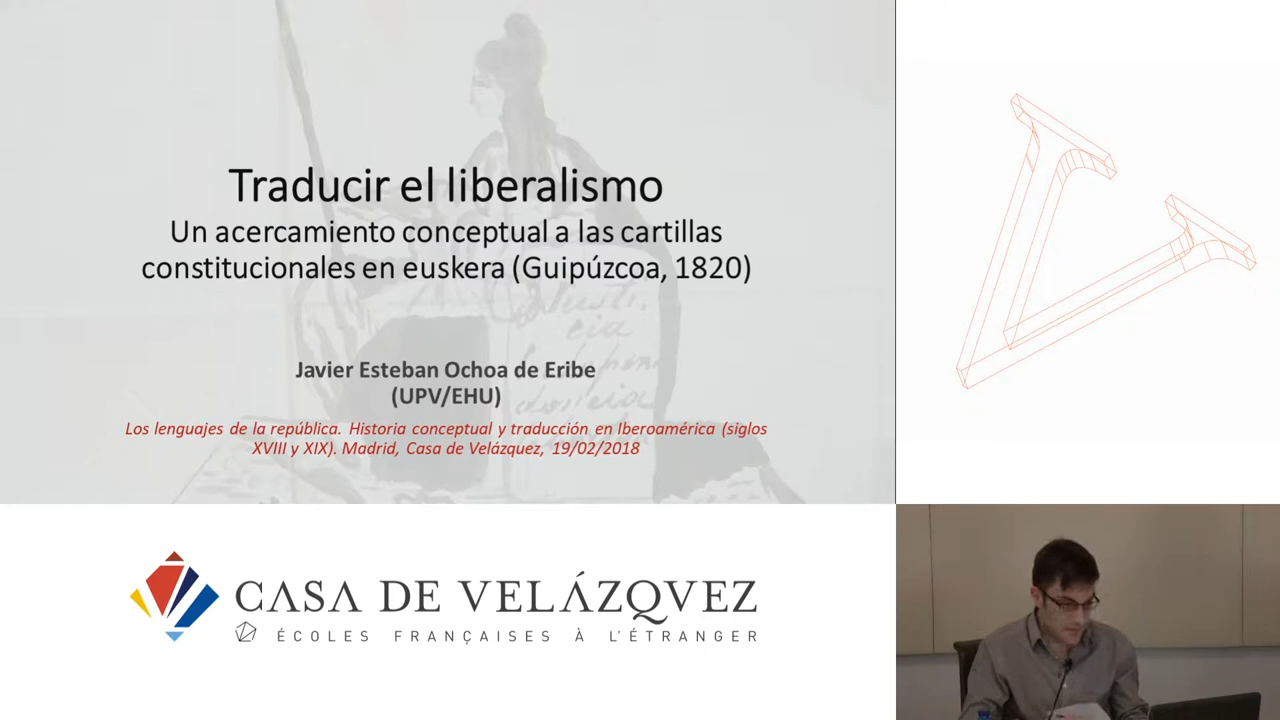 Traducir el liberalismo
Un acercamiento conceptual a las cartillas
constitucionales en euskera (Guipúzcoa, 1820)
Javier Esteban Ochoa de Eribe
(UPV/EHU)
Los lenguajes de la república. Historia conceptual y traducción en Iberoamérica (siglos
XVIII y XIX). Madrid, Casa de Velázquez, 19/02/2018
CASA DE VELÁZQVEZ
ÉCOLES FRANÇAISES À L'ÉTRANGER